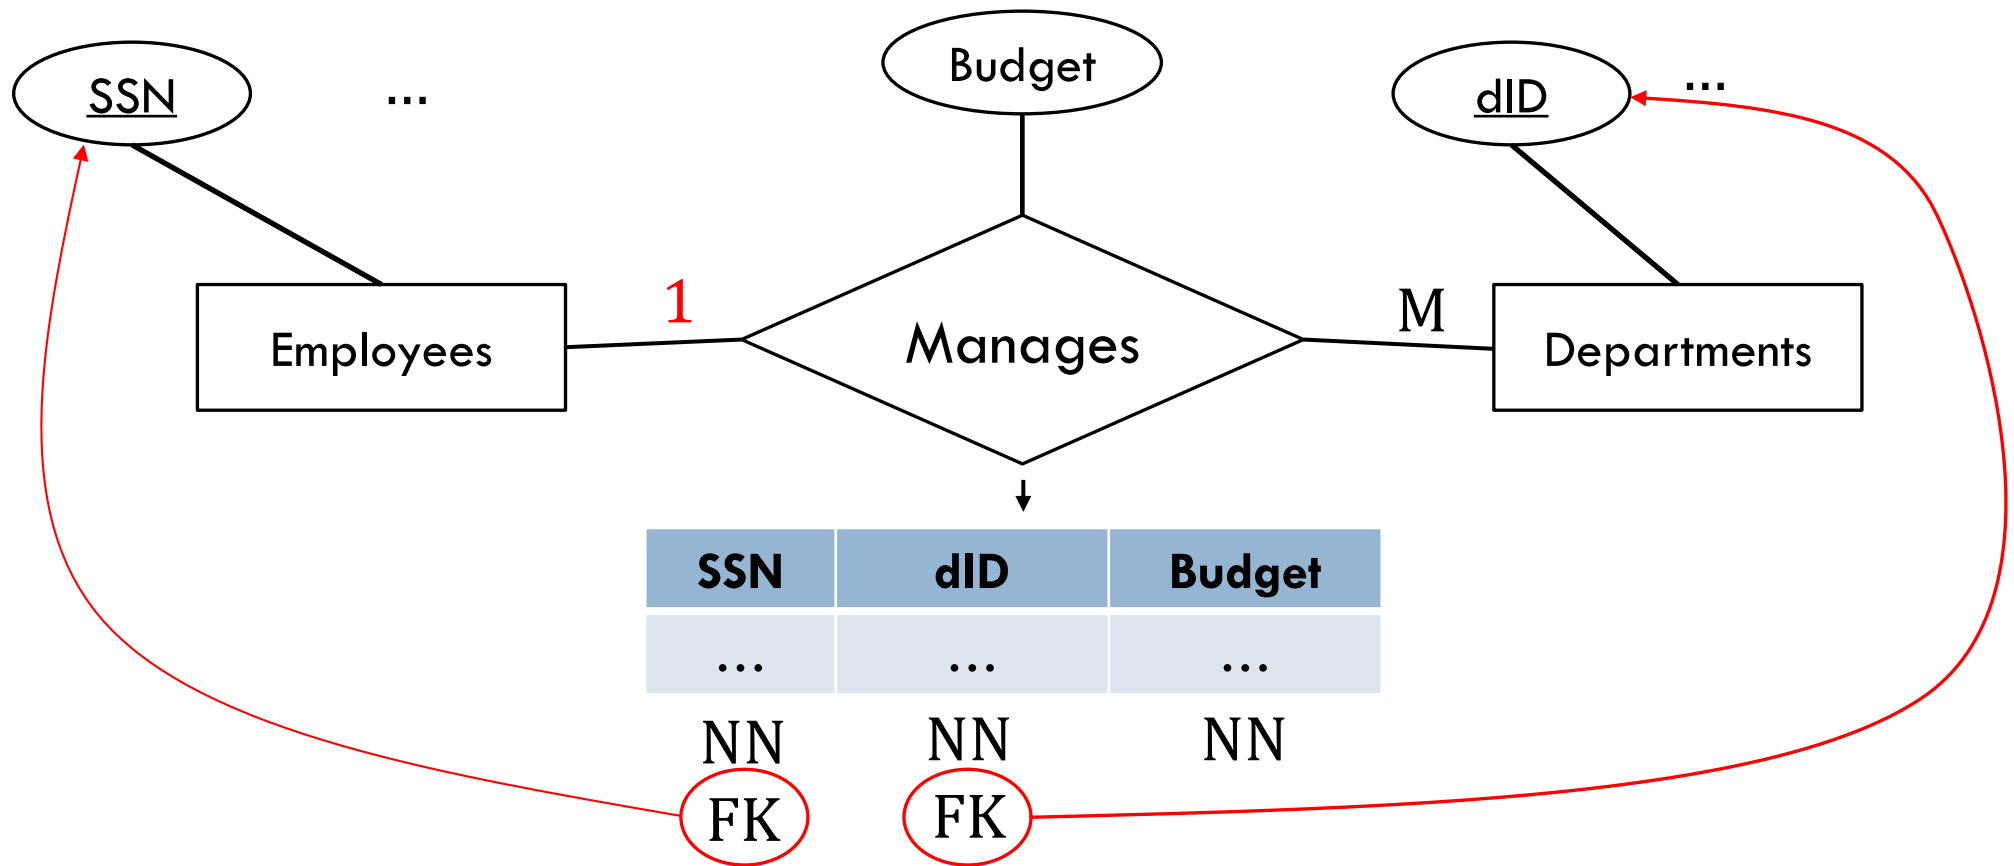 SSN
...
Budget
dID
...
Employees
1
Manages
M
Departments
SSN dID Budget
... ... ...
NN NN NN
FK FK